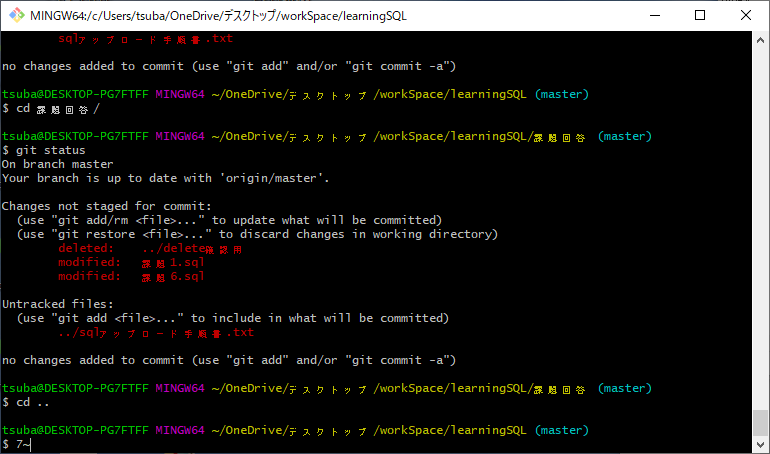 MINGW64:/c/Users/tsuba/OneDrive/デスクトップ/workSpace/learningSQL
sqlアップロード手順書.txt
no changes added to commit (use "git add" and/or "git commit -a")
tsuba@DESKTOP-PG7FTFF MINGW64 ~/OneDrive/デスクトップ/workSpace/learningSQL (master)
$ cd 課題回答/
tsuba@DESKTOP-PG7FTFF MINGW64 ~/OneDrive/デスクトップ/workSpace/learningSQL/課題回答 (master)
$ git status
On branch master
Your branch is up to date with 'origin/master'.
Changes not staged for commit:
(use "git add/rm <file>..." to update what will be committed)
(use "git restore <file>..." to discard changes in working directory)
deleted: ../delete確認用
modified: 課題1.sql
modified: 課題6.sql
Untracked files:
(use "git add <file>..." to include in what will be committed)
../sqlアップロード手順書.txt
no changes added to commit (use "git add" and/or "git commit -a")
tsuba@DESKTOP-PG7FTFF MINGW64 ~/OneDrive/デスクトップ/workSpace/learningSQL/課題回答 (master)
$ cd ..
tsuba@DESKTOP-PG7FTFF MINGW64 ~/OneDrive/デスクトップ/workSpace/learningSQL (master)
$ 7~